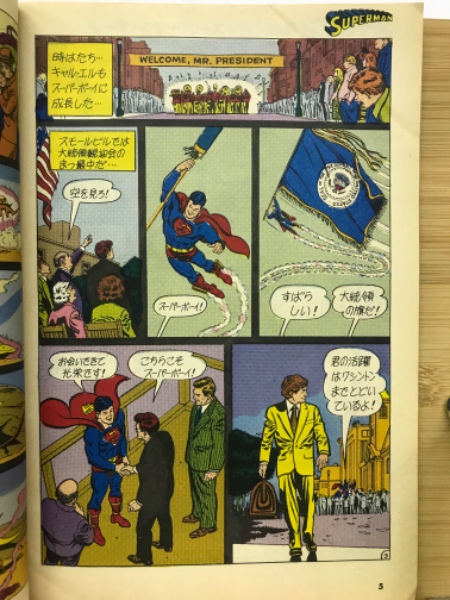 SUPERMAN
時はたち…
キャル・エルも
スーパーボーイに
成長した…
WELCOME, MR. PRESIDENT
スモールビルでは
大統領歓迎会の
まっ最中だ…
空を見ろ！
スーパーボーイ！
すばら
しい！
大統領
の旗だ！
お会いできて
光栄です！
こちらこそ
スーパーボーイ！
君の活躍
はワシントン
までとどい
ているよ！
3
5